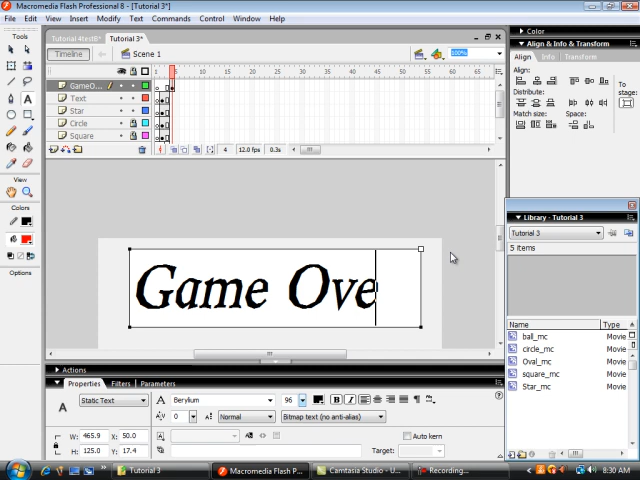 Macromedia Flash Professional 8 - [Tutorial 3*]
File Edit View Insert Modify Text Commands Control Window Help
Tools
View
Colors
Options
Tutorial 4test8* Tutorial 3*
Timeline Scene 1 100%
1 5 10 15 20 25 30 35 40 45 50 55 60 65
GameO...
Text
Star
Circle
Square
4 12.0 fps 0.3s
Game Ove
Color
Align & Info & Transform
Align Info Transform
Align:
Distribute:
Match size: Space:
To stage:
Library - Tutorial 3
Tutorial 3
5 items
Name Type
ball_mc Movie
circle_mc Movie
Oval_mc Movie
square_mc Movie
Star_mc Movie
Actions
Properties Filters Parameters
Static Text A Berylium 96 B I
A/V 0 Normal Bitmap text (no anti-alias)
W: 465.9 X: 50.0 Auto kern
H: 125.0 Y: 17.4 Target:
Start Tutorial 3 Macromedia Flash P... Camtasia Studio - U... Recording... 8:30 AM